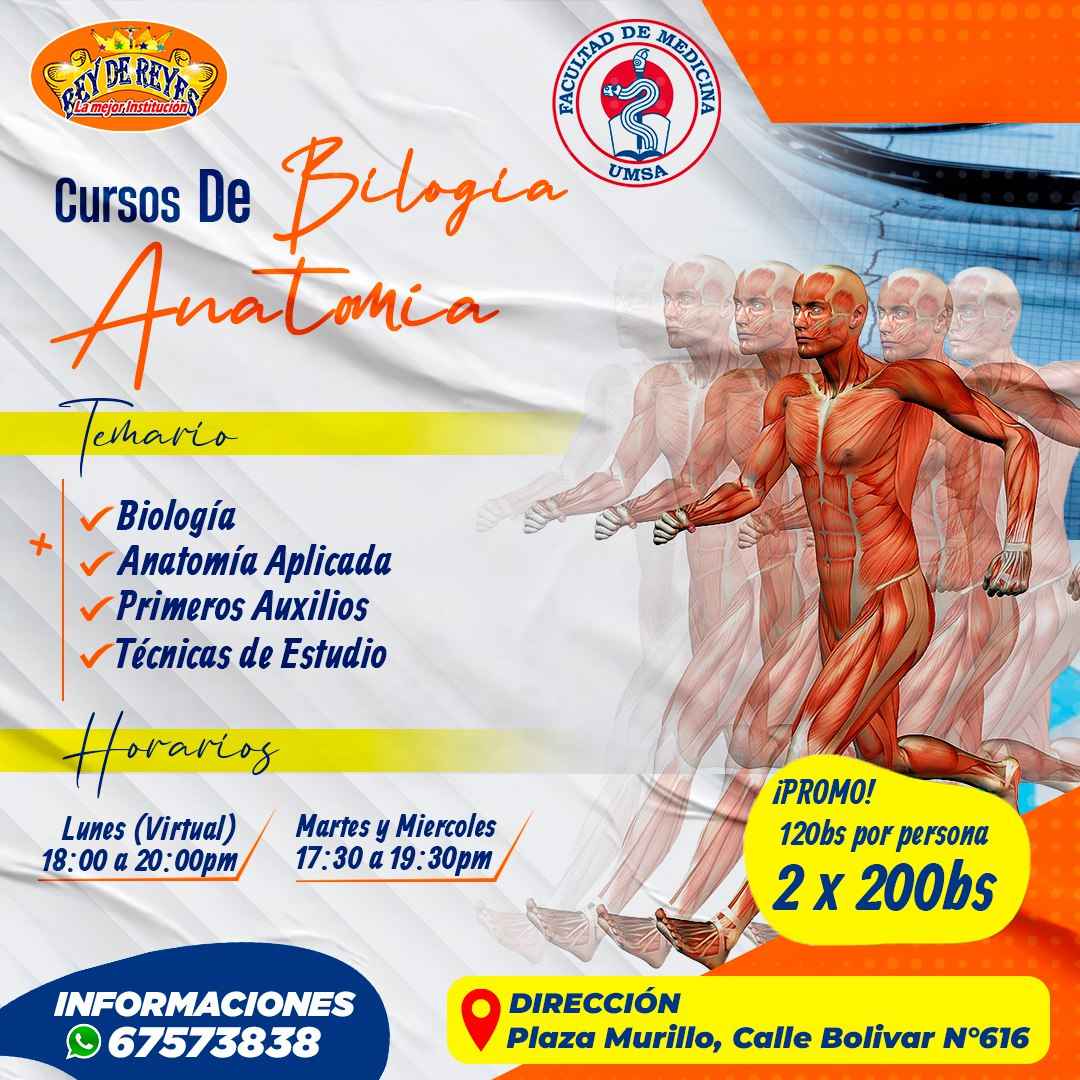 REY DE REYES
La mejor Institución
FACULTAD DE MEDICINA
UMSA
Cursos De Bilogia
Anatomia
Temario
Biología
Anatomía Aplicada
Primeros Auxilios
Técnicas de Estudio
Horarios
Lunes (Virtual)
18:00 a 20:00pm
Martes y Miercoles
17:30 a 19:30pm
¡PROMO!
120bs por persona
2 x 200bs
INFORMACIONES
67573838
DIRECCIÓN
Plaza Murillo, Calle Bolivar N°616